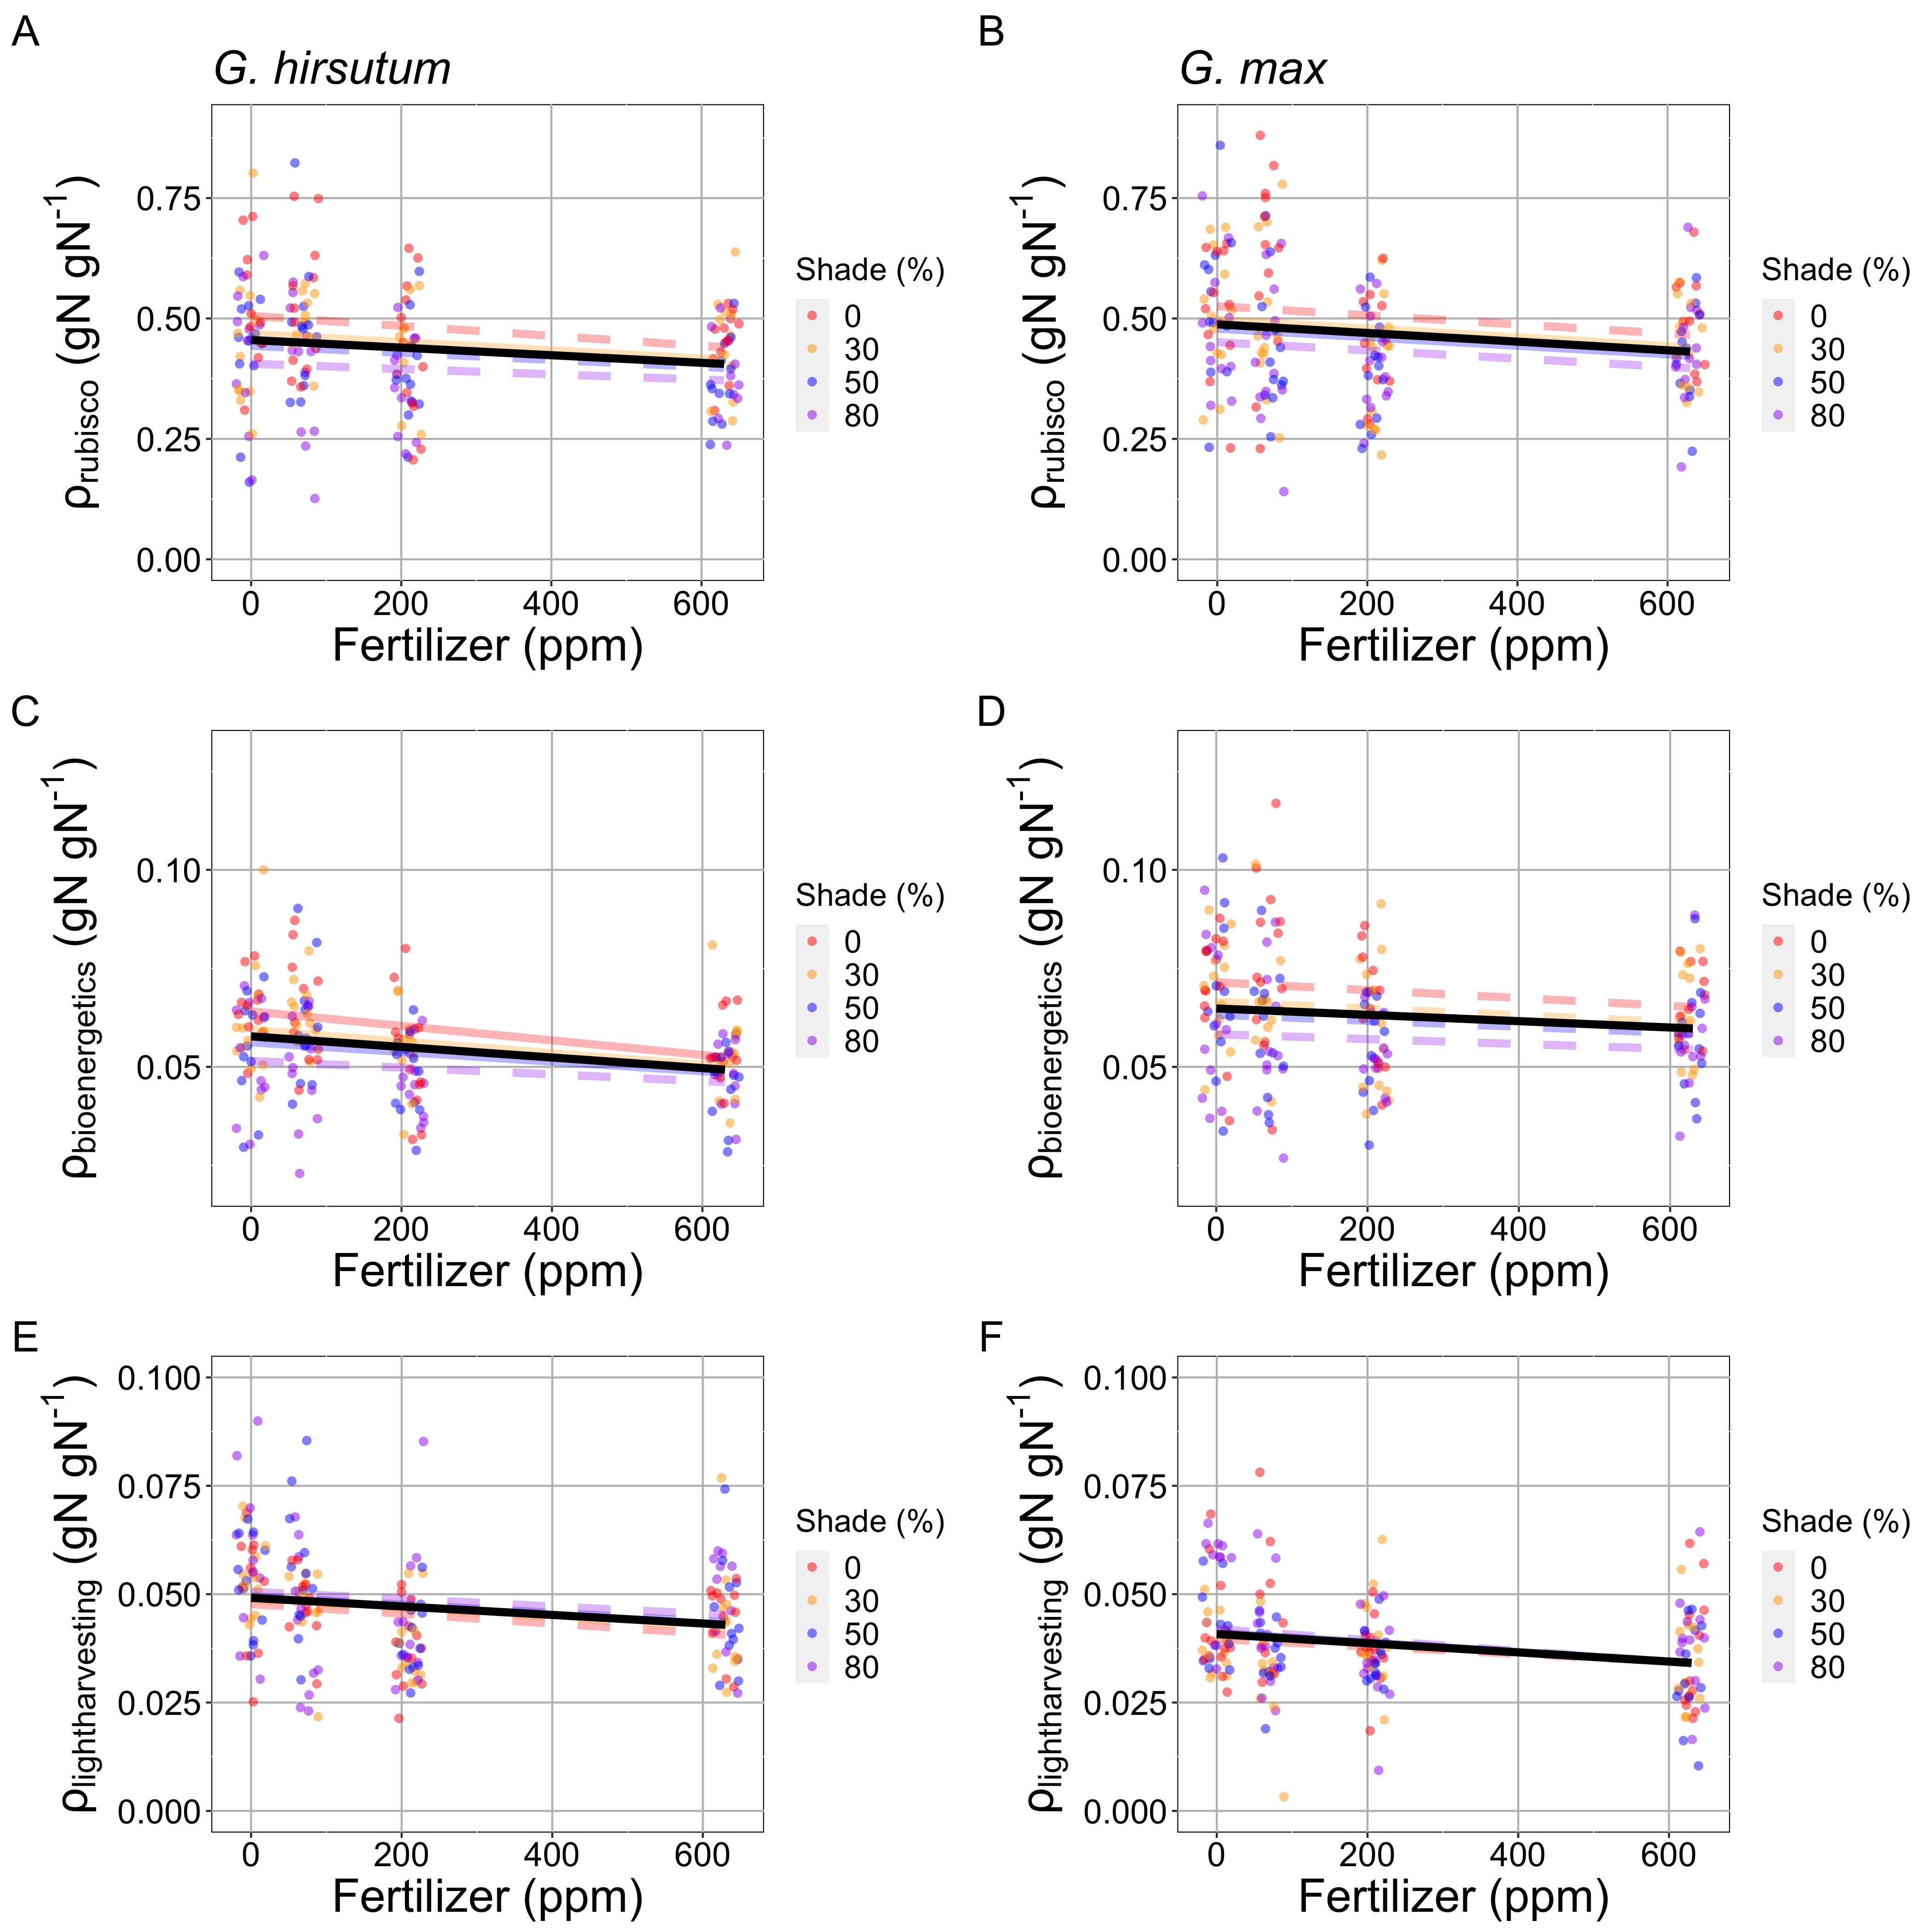 A
B
G. hirsutum
G. max
ρrubisco (gN gN-1)
0.75
0.50
0.25
0.00
0 200 400 600
Fertilizer (ppm)
Shade (%)
0
30
50
80
ρrubisco (gN gN-1)
0.75
0.50
0.25
0.00
0 200 400 600
Fertilizer (ppm)
Shade (%)
0
30
50
80
C
D
ρbioenergetics (gN gN-1)
0.10
0.05
0 200 400 600
Fertilizer (ppm)
Shade (%)
0
30
50
80
ρbioenergetics (gN gN-1)
0.10
0.05
0 200 400 600
Fertilizer (ppm)
Shade (%)
0
30
50
80
E
F
ρlightharvesting (gN gN-1)
0.100
0.075
0.050
0.025
0.000
0 200 400 600
Fertilizer (ppm)
Shade (%)
0
30
50
80
ρlightharvesting (gN gN-1)
0.100
0.075
0.050
0.025
0.000
0 200 400 600
Fertilizer (ppm)
Shade (%)
0
30
50
80